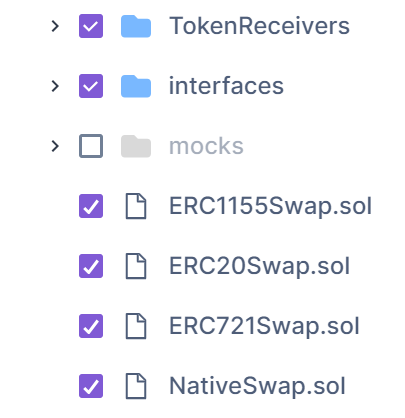 TokenReceivers
interfaces
mocks
ERC1155Swap.sol
ERC20Swap.sol
ERC721Swap.sol
NativeSwap.sol